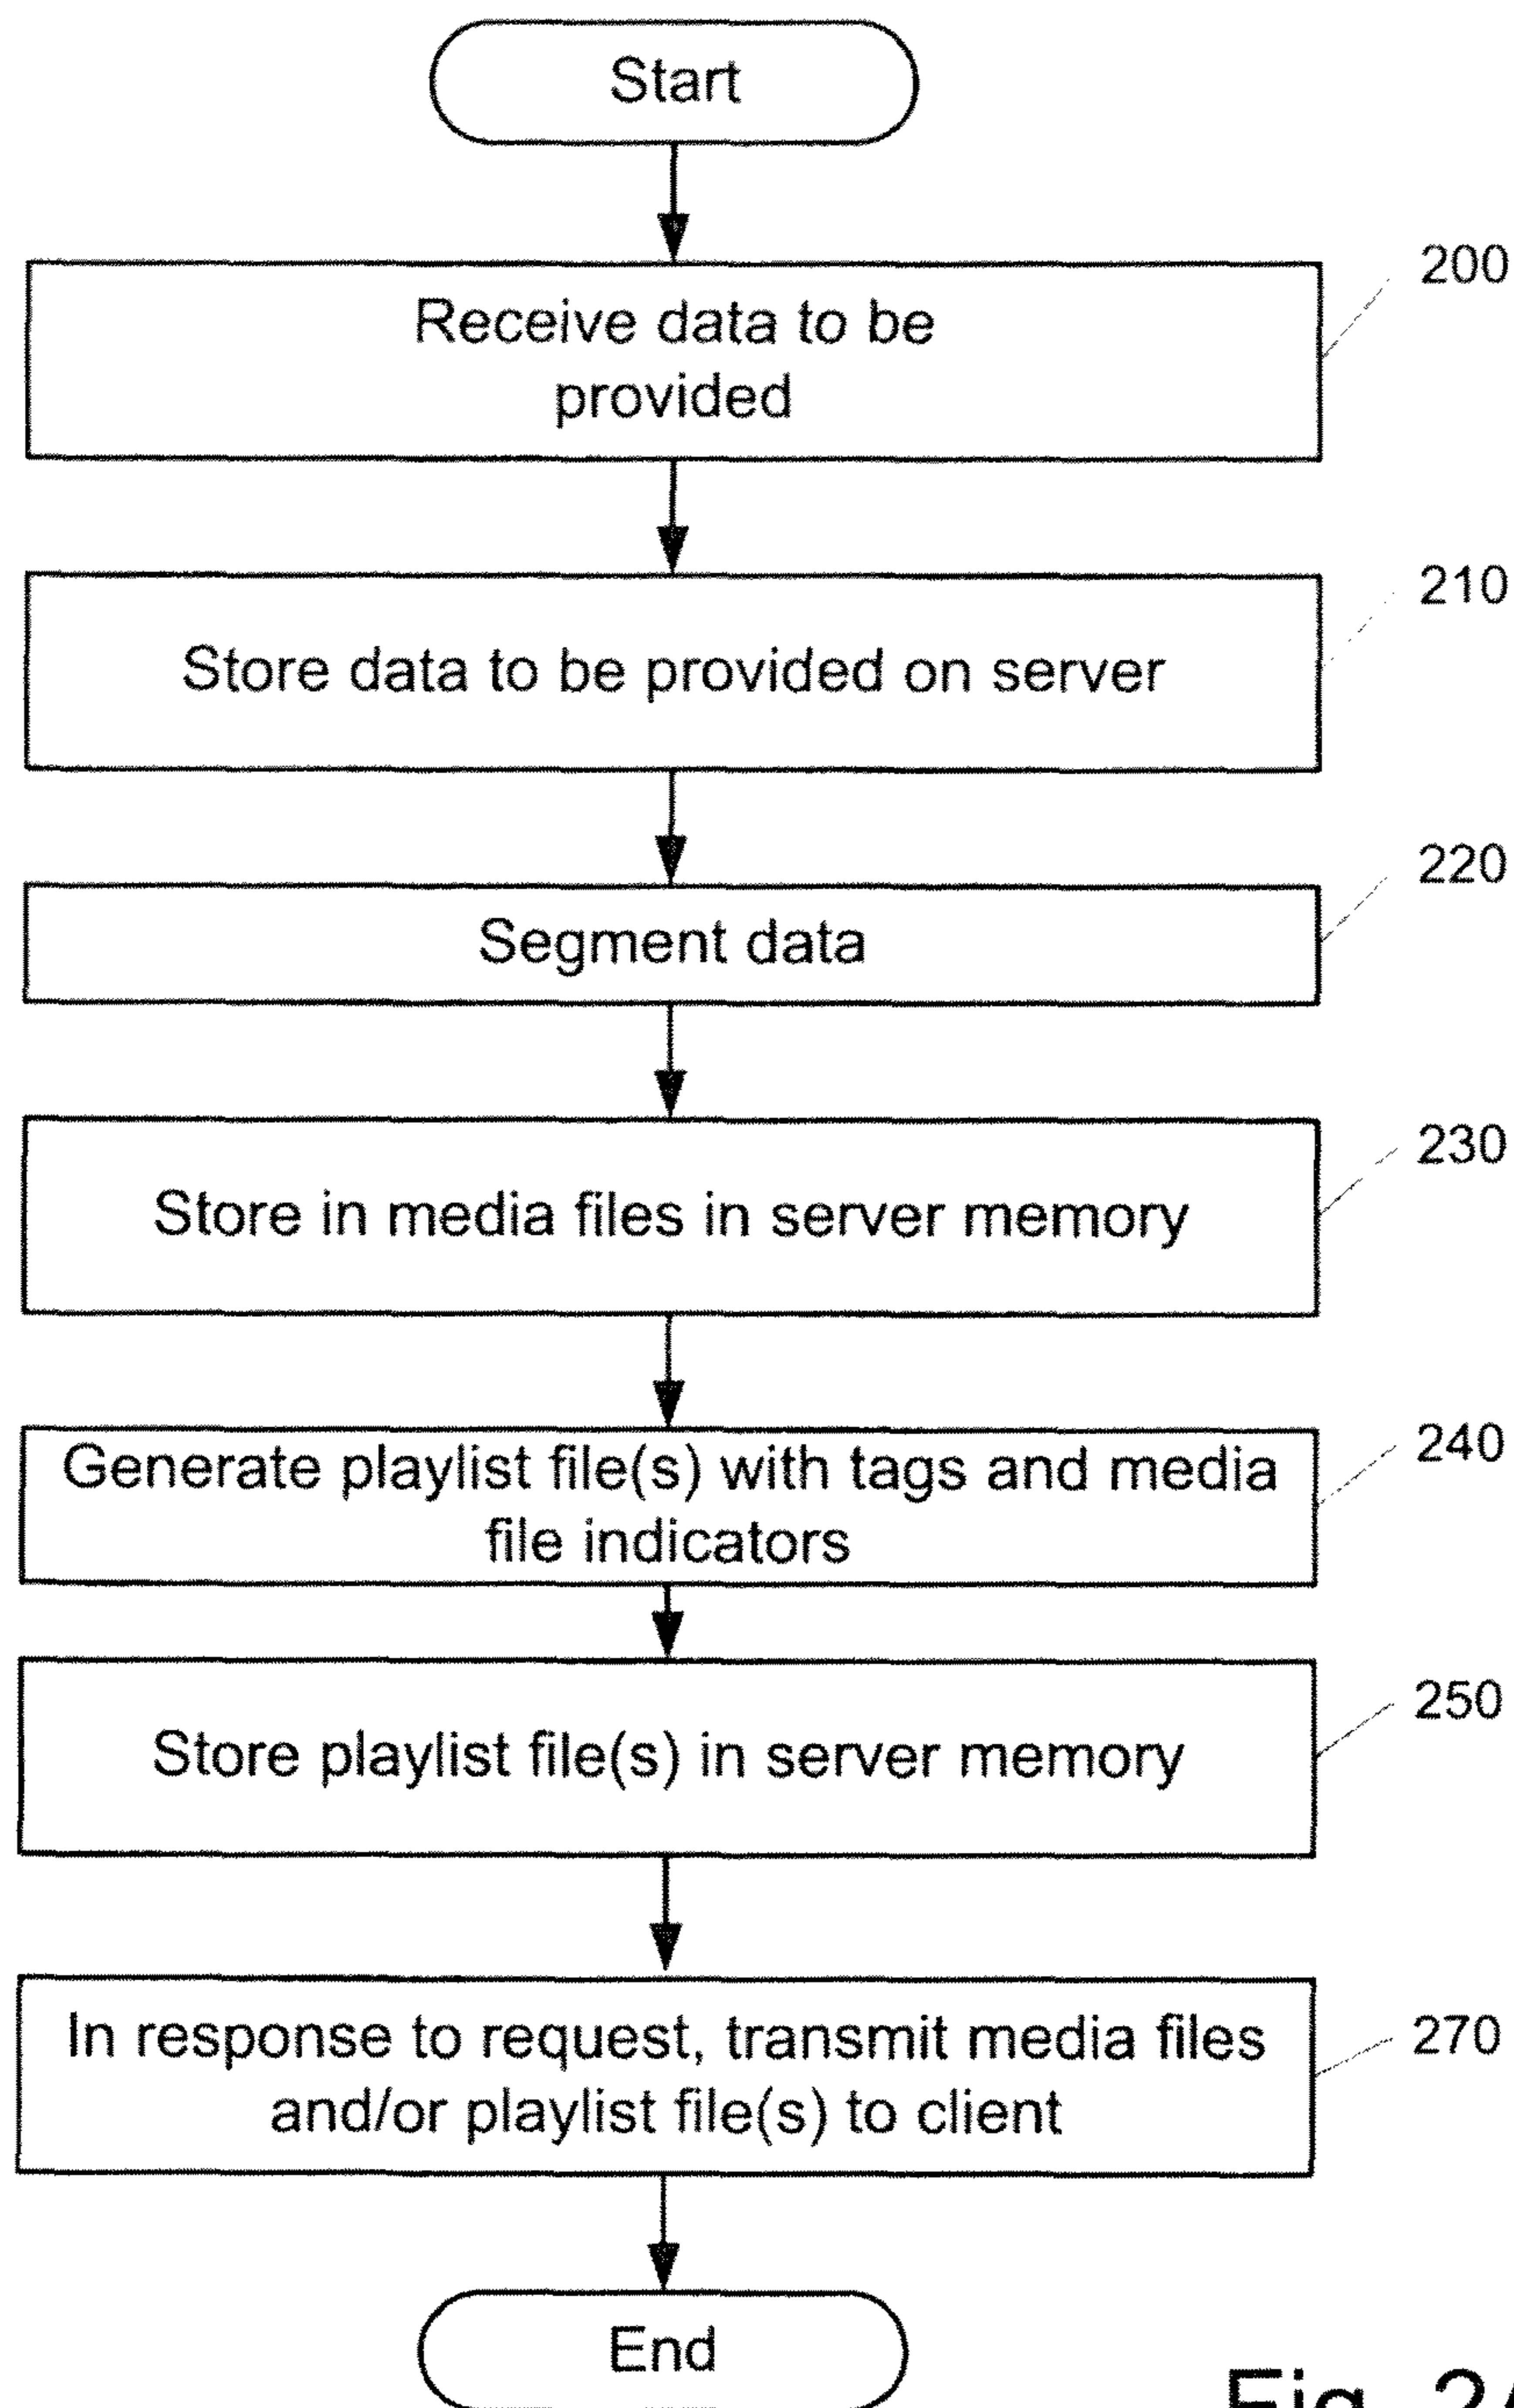 Start
200
Receive data to be
provided
210
Store data to be provided on server
220
Segment data
230
Store in media files in server memory
240
Generate playlist file(s) with tags and media
file indicators
250
Store playlist file(s) in server memory
270
In response to request, transmit media files
and/or playlist file(s) to client
End
Fig.